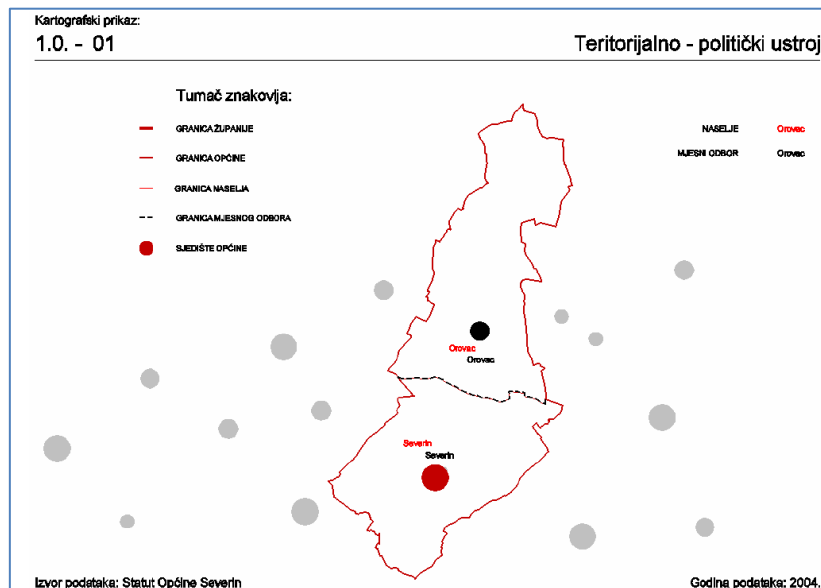 Kartografski prikaz:
1.0. - 01
Teritorijalno - politički ustroj
Tumač znakovlja:
GRANICA ŽUPANIJE
GRANICA OPĆINE
GRANICA NASELJA
GRANICA MJESNOG ODBORA
SJEDIŠTE OPĆINE
NASELJE Orovac
MJESNI ODBOR Orovac
Orovac
Orovac
Severin
Severin
Izvor podataka: Statut Općine Severin
Godina podataka: 2004.